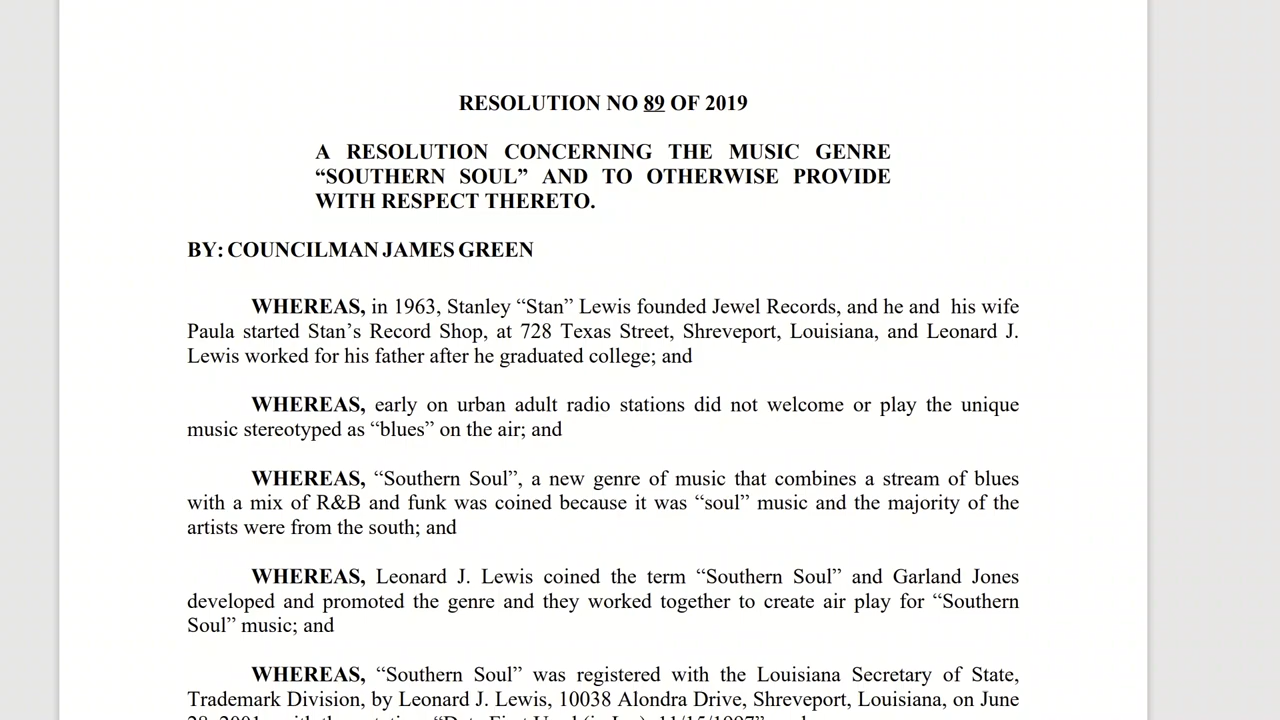 RESOLUTION NO 89 OF 2019
A RESOLUTION CONCERNING THE MUSIC GENRE
“SOUTHERN SOUL” AND TO OTHERWISE PROVIDE
WITH RESPECT THERETO.
BY: COUNCILMAN JAMES GREEN
WHEREAS, in 1963, Stanley “Stan” Lewis founded Jewel Records, and he and his wife
Paula started Stan’s Record Shop, at 728 Texas Street, Shreveport, Louisiana, and Leonard J.
Lewis worked for his father after he graduated college; and
WHEREAS, early on urban adult radio stations did not welcome or play the unique
music stereotyped as “blues” on the air; and
WHEREAS, “Southern Soul”, a new genre of music that combines a stream of blues
with a mix of R&B and funk was coined because it was “soul” music and the majority of the
artists were from the south; and
WHEREAS, Leonard J. Lewis coined the term “Southern Soul” and Garland Jones
developed and promoted the genre and they worked together to create air play for “Southern
Soul” music; and
WHEREAS, “Southern Soul” was registered with the Louisiana Secretary of State,
Trademark Division, by Leonard J. Lewis, 10038 Alondra Drive, Shreveport, Louisiana, on June